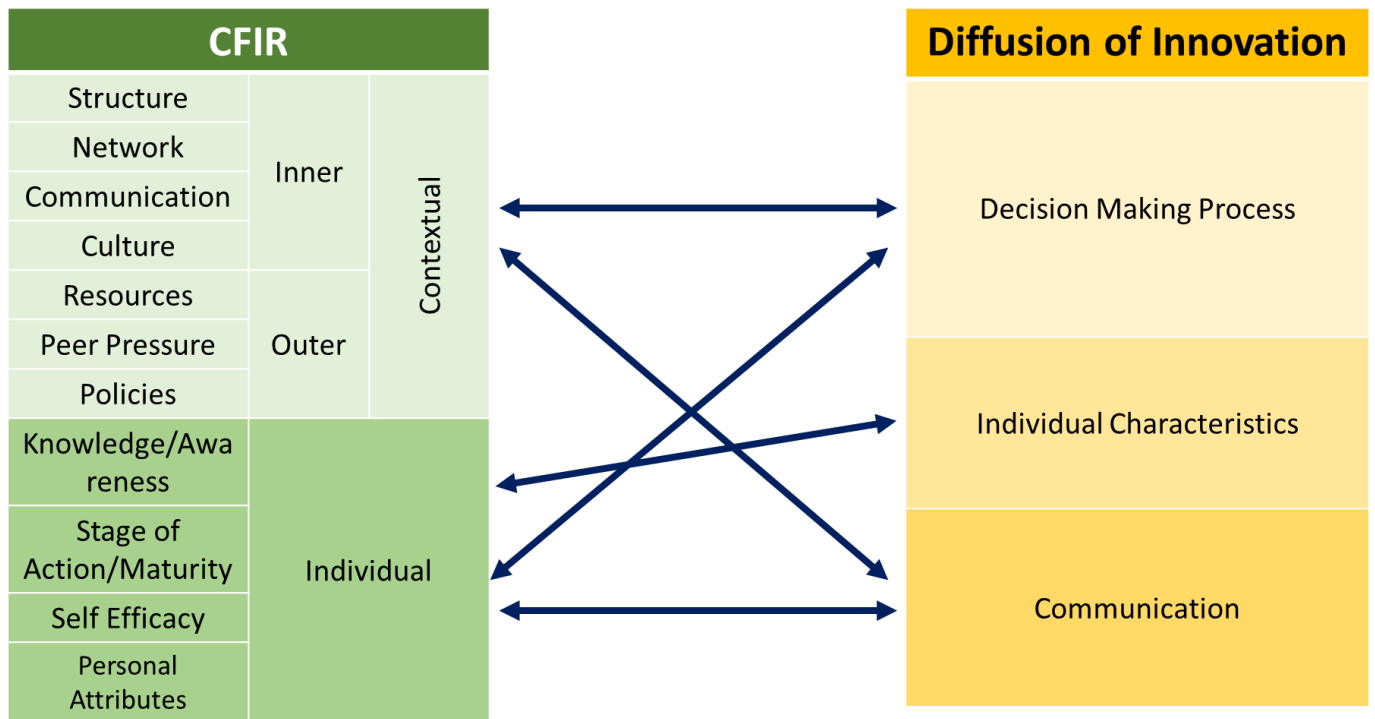 CFIR
Diffusion of Innovation
Structure
Network
Communication
Culture
Resources
Peer Pressure
Policies
Inner
Outer
Contextual
Knowledge/Awa
reness
Stage of
Action/Maturity
Self Efficacy
Personal
Attributes
Individual
Decision Making Process
Individual Characteristics
Communication